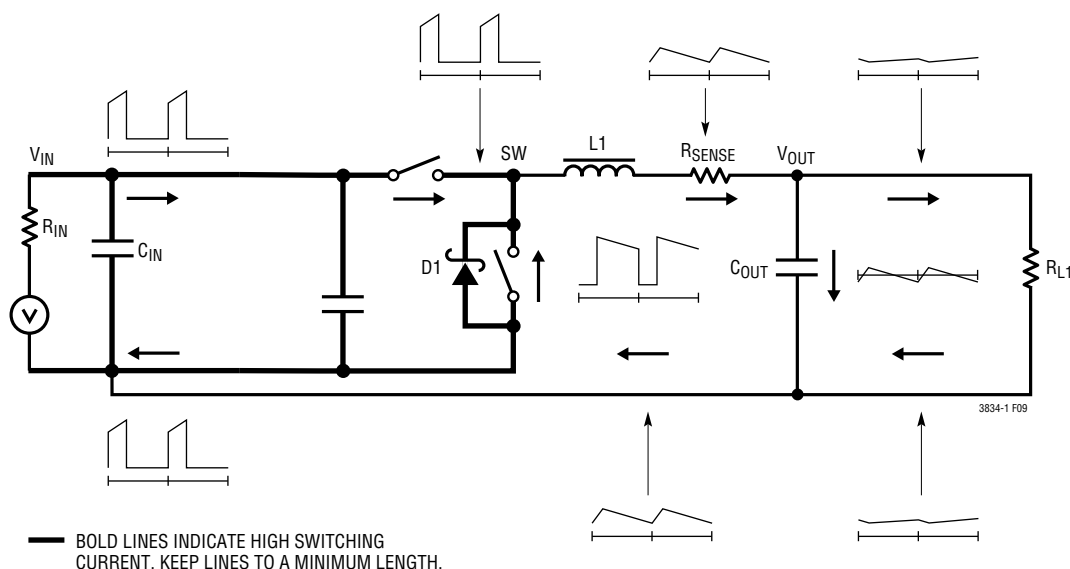 SW
L1
RSENSE
VOUT
VIN
RIN
CIN
D1
COUT
RL1
V
3834-1 F09
BOLD LINES INDICATE HIGH SWITCHING
CURRENT. KEEP LINES TO A MINIMUM LENGTH.